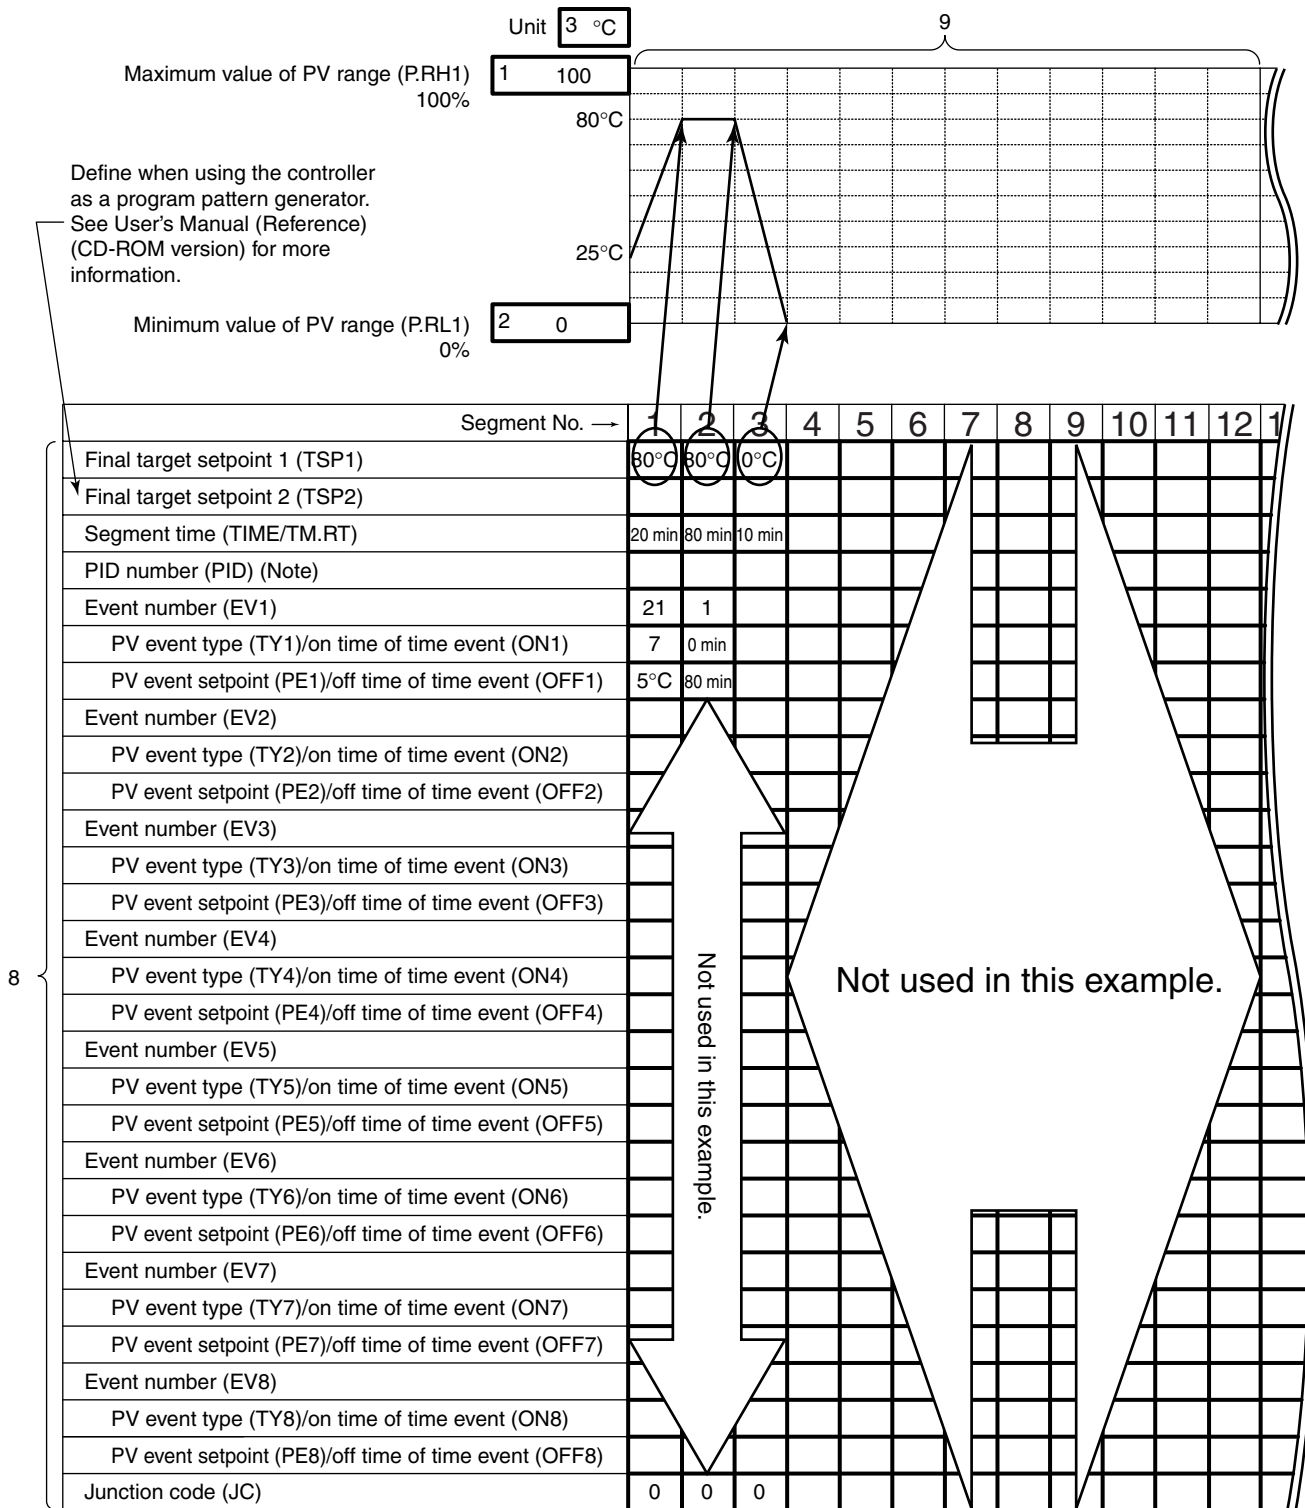 Unit 3 °C
9
Maximum value of PV range (P.RH1) 1 100
100%
80°C
Define when using the controller
as a program pattern generator.
See User's Manual (Reference)
(CD-ROM version) for more
information.
25°C
Minimum value of PV range (P.RL1) 2 0
0%
Segment No. → 1 2 3 4 5 6 7 8 9 10 11 12 1
8
Final target setpoint 1 (TSP1) 80°C 80°C 0°C
Final target setpoint 2 (TSP2)
Segment time (TIME/TM.RT) 20 min 80 min 10 min
PID number (PID) (Note)
Event number (EV1) 21 1
PV event type (TY1)/on time of time event (ON1) 7 0 min
PV event setpoint (PE1)/off time of time event (OFF1) 5°C 80 min
Event number (EV2)
PV event type (TY2)/on time of time event (ON2)
PV event setpoint (PE2)/off time of time event (OFF2)
Event number (EV3)
PV event type (TY3)/on time of time event (ON3)
PV event setpoint (PE3)/off time of time event (OFF3)
Event number (EV4)
PV event type (TY4)/on time of time event (ON4)
PV event setpoint (PE4)/off time of time event (OFF4)
Event number (EV5)
PV event type (TY5)/on time of time event (ON5)
PV event setpoint (PE5)/off time of time event (OFF5)
Event number (EV6)
PV event type (TY6)/on time of time event (ON6)
PV event setpoint (PE6)/off time of time event (OFF6)
Event number (EV7)
PV event type (TY7)/on time of time event (ON7)
PV event setpoint (PE7)/off time of time event (OFF7)
Event number (EV8)
PV event type (TY8)/on time of time event (ON8)
PV event setpoint (PE8)/off time of time event (OFF8)
Junction code (JC) 0 0 0
Not used in this example.
Not used in this example.